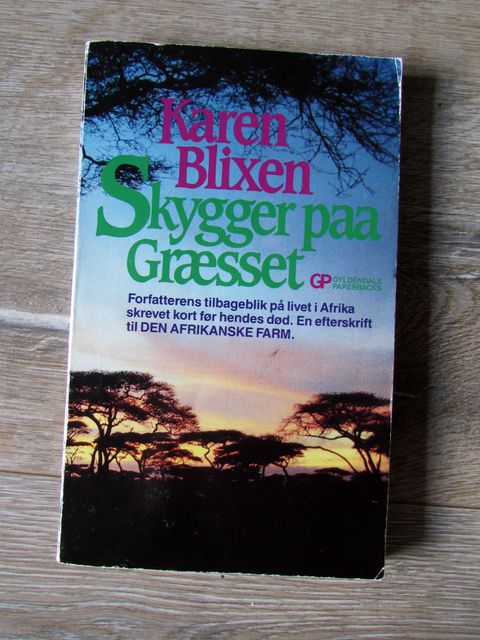 Karen
Blixen
Skygger paa
Græsset
GP GYLDENDALS
PAPERBACKS
Forfatterens tilbageblik på livet i Afrika
skrevet kort før hendes død. En efterskrift
til DEN AFRIKANSKE FARM.